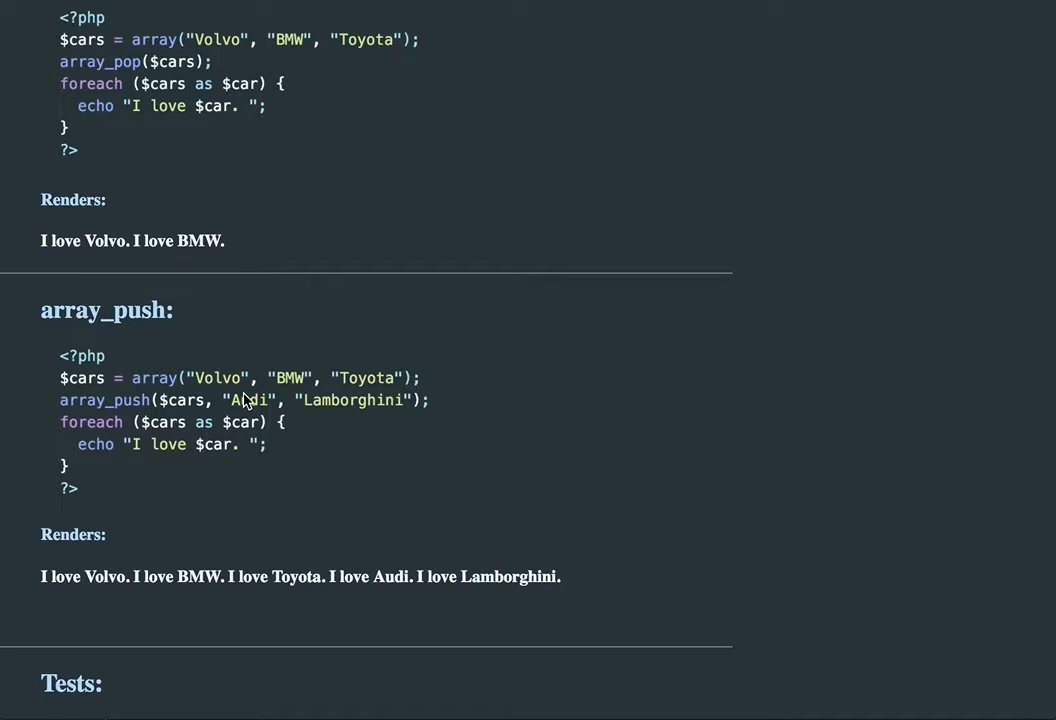 <?php
$cars = array("Volvo", "BMW", "Toyota");
array_pop($cars);
foreach ($cars as $car) {
echo "I love $car. ";
}
?>
Renders:
I love Volvo. I love BMW.
array_push:
<?php
$cars = array("Volvo", "BMW", "Toyota");
array_push($cars, "Audi", "Lamborghini");
foreach ($cars as $car) {
echo "I love $car. ";
}
?>
Renders:
I love Volvo. I love BMW. I love Toyota. I love Audi. I love Lamborghini.
Tests: